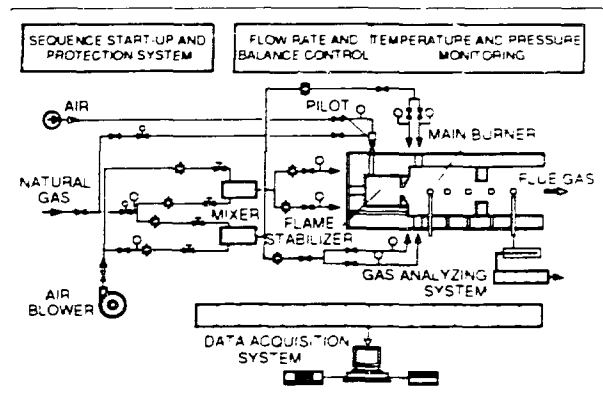 SEQUENCE START-UP AND
PROTECTION SYSTEM
FLOW RATE AND
BALANCE CONTROL
TEMPERATURE AND PRESSURE
MONITORING
AIR
PILOT
MAIN BURNER
NATURAL
GAS
MIXER
FLAME
STABILIZER
FLUE GAS
GAS ANALYZING
SYSTEM
AIR
BLOWER
DATA ACQUISITION
SYSTEM